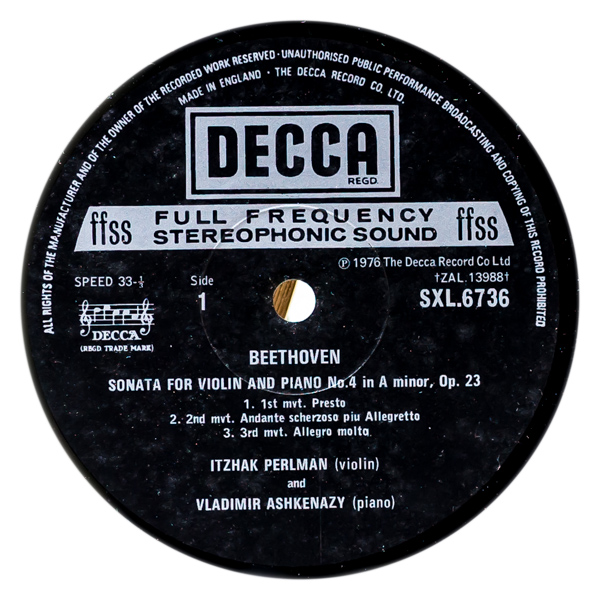 ALL RIGHTS OF THE MANUFACTURER AND OF THE OWNER OF THE RECORDED WORK RESERVED · UNAUTHORISED PUBLIC PERFORMANCE BROADCASTING AND COPYING OF THIS RECORD PROHIBITED
MADE IN ENGLAND · THE DECCA RECORD CO. LTD.
DECCA
REGD.
ffss FULL FREQUENCY ffss
STEREOPHONIC SOUND
℗ 1976 The Decca Record Co Ltd
SPEED 33-⅓ Side †ZAL.13988†
1 SXL.6736
DECCA
(REGD TRADE MARK)
BEETHOVEN
SONATA FOR VIOLIN AND PIANO No.4 in A minor, Op. 23
1. 1st mvt. Presto
2. 2nd mvt. Andante scherzoso piu Allegretto
3. 3rd mvt. Allegro molto
ITZHAK PERLMAN (violin)
and
VLADIMIR ASHKENAZY (piano)